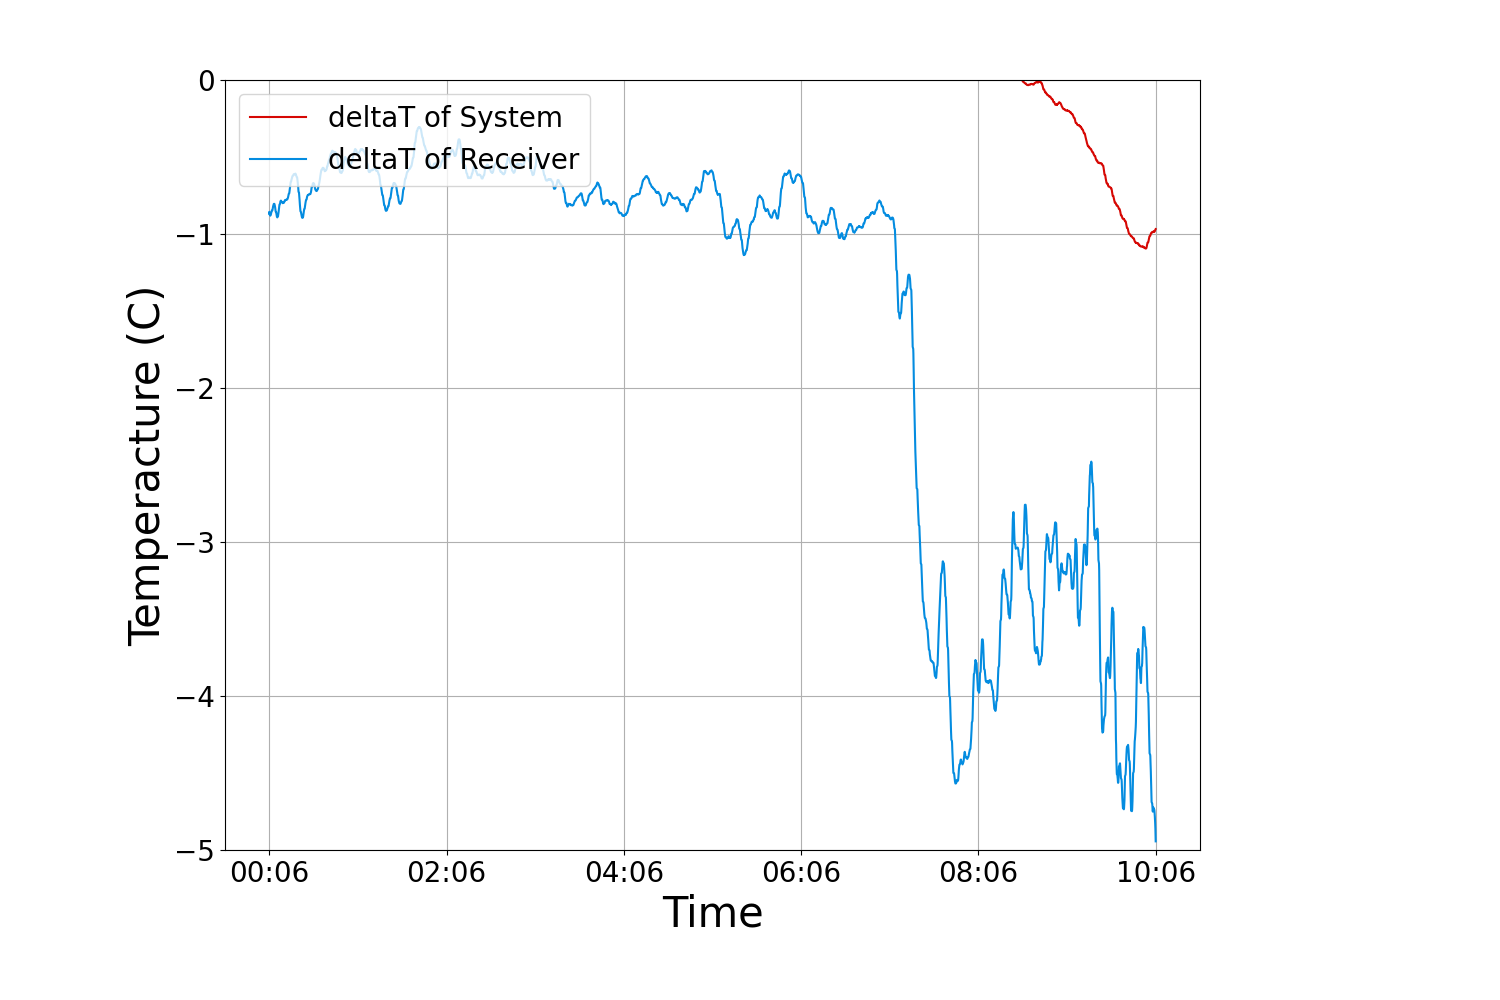 deltaT of System
deltaT of Receiver
0
−1
−2
−3
−4
−5
Temperacture (C)
00:06 02:06 04:06 06:06 08:06 10:06
Time